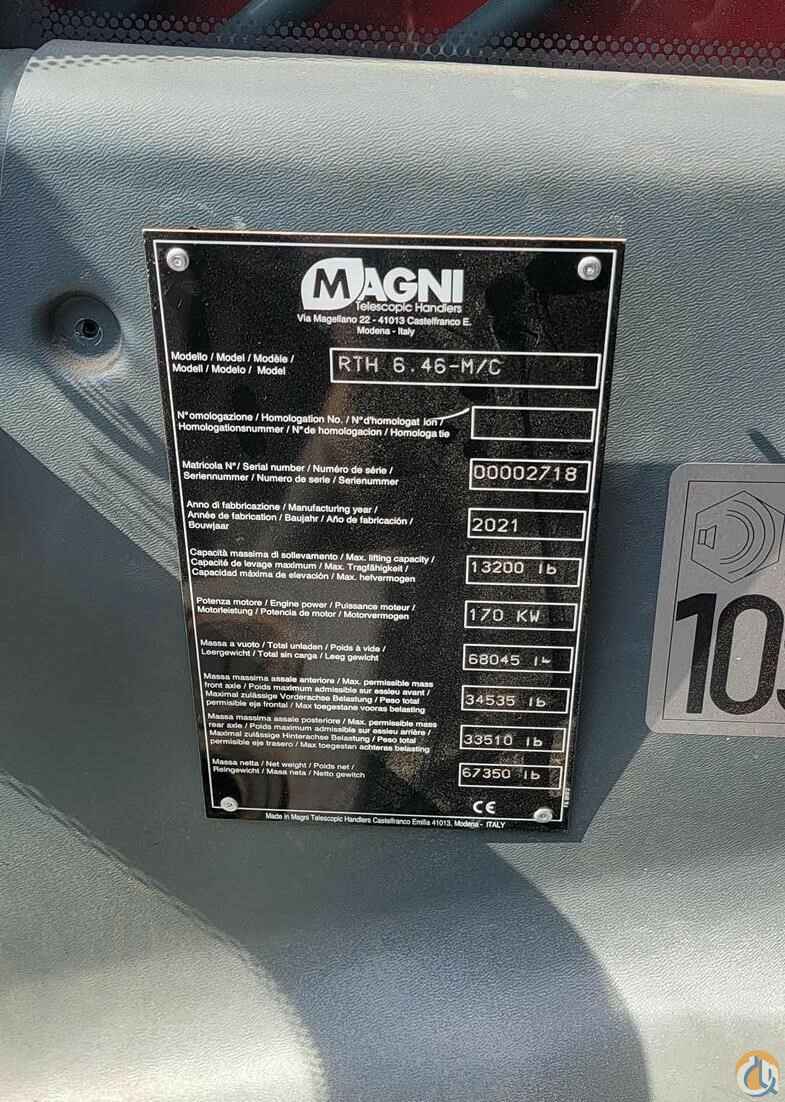 MAGNI
Telescopic Handlers
Via Magellano 22 - 41013 Castelfranco E.
Modena - Italy
Modello / Model / Modèle /
Modell / Modelo / Model
RTH 6.46-M/C
N°omologazione / Homologation No. / N°d'homologat ion /
Homologationsnummer / N°de homologacion / Homologa tie
Matricola N°/ Serial number / Numéro de série /
Seriennummer / Numero de serie / Serienummer
00002718
Anno di fabbricazione / Manufacturing year /
Année de fabrication / Baujahr / Año de fabricación /
Bouwjaar
2021
Capacità massima di sollevamento / Max. lifting capacity /
Capacité de levage maximum / Max. Tragfähigkeit /
Capacidad máxima de elevación / Max. hefvermogen
13200 lb
Potenza motore / Engine power / Puissance moteur /
Motorleistung / Potencia de motor / Motorvermogen
170 KW
Massa a vuoto / Total unladen / Poids à vide /
Leergewicht / Total sin carga / Leeg gewicht
68045 lb
Massa massima assale anteriore / Max. permissible mass
front axle / Poids maximum admissible sur essieu avant /
Maximal zulässige Vorderachse Belastung / Peso total
permisible eje frontal / Max toegestane vooras belasting
34535 lb
Massa massima assale posteriore / Max. permissible mass
rear axle / Poids maximum admissible sur essieu arrière /
Maximal zulässige Hinterachse Belastung / Peso total
permisible eje trasero / Max toegestan achteras belasting
33510 lb
Massa netta / Net weight / Poids net /
Reingewicht / Masa neta / Netto gewitch
67350 lb
CE
Made in Magni Telescopic Handlers Castelfranco Emilia 41013, Modena - ITALY